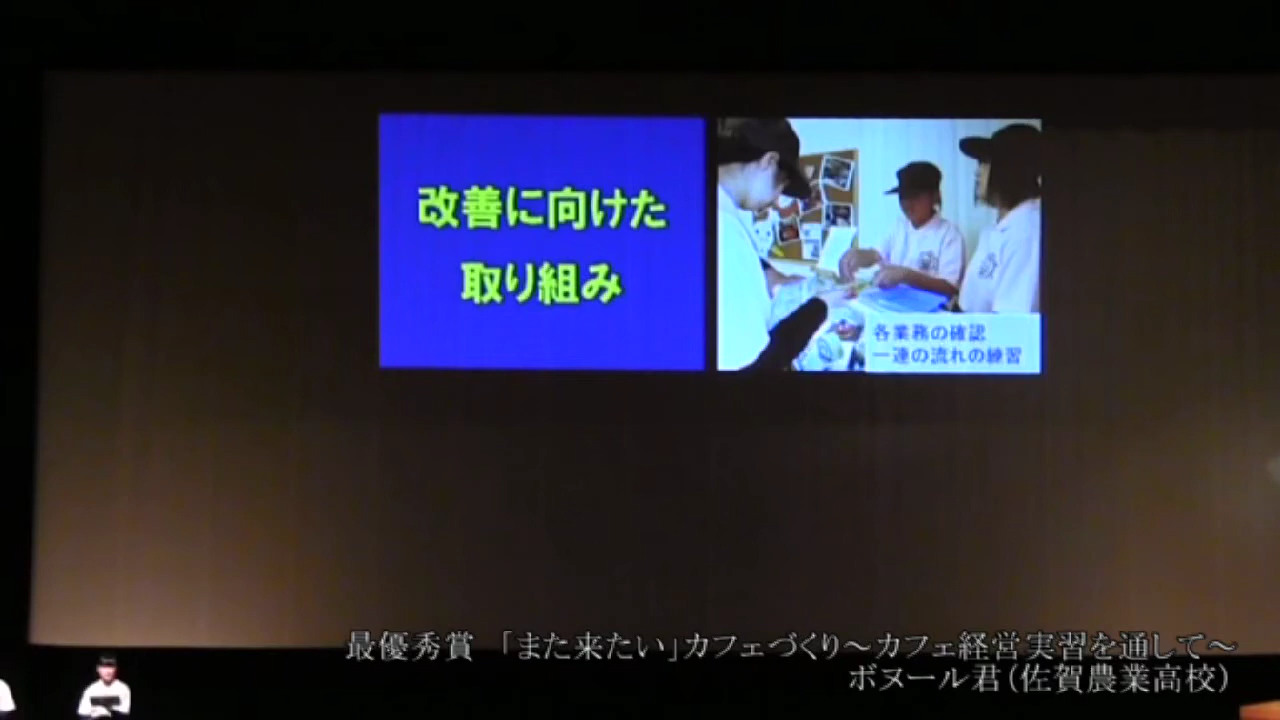 改善に向けた
取り組み
各業務の確認
一連の流れの練習
最優秀賞　「また来たい」カフェづくり～カフェ経営実習を通して～
ボヌール君（佐賀農業高校）